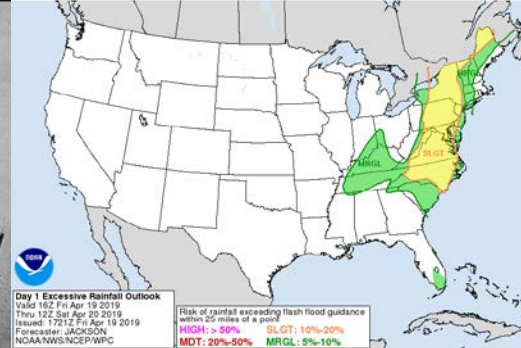 MRGL
MRGL
SLGT
NOAA
Day 1 Excessive Rainfall Outlook
Valid 16Z Fri Apr 19 2019
Thru 12Z Sat Apr 20 2019
Issued: 1721Z Fri Apr 19 2019
Forecaster: JACKSON
NOAA/NWS/NCEP/WPC
Risk of rainfall exceeding flash flood guidance
within 25 miles of a point
HIGH: > 50% SLGT: 10%-20%
MDT: 20%-50% MRGL: 5%-10%